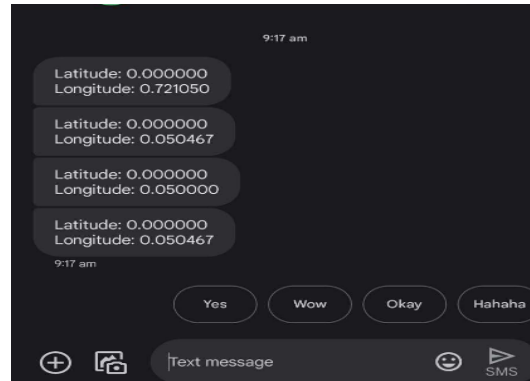 9:17 am
Latitude: 0.000000
Longitude: 0.721050
Latitude: 0.000000
Longitude: 0.050467
Latitude: 0.000000
Longitude: 0.050000
Latitude: 0.000000
Longitude: 0.050467
9:17 am
Yes
Wow
Okay
Hahaha
Text message
SMS